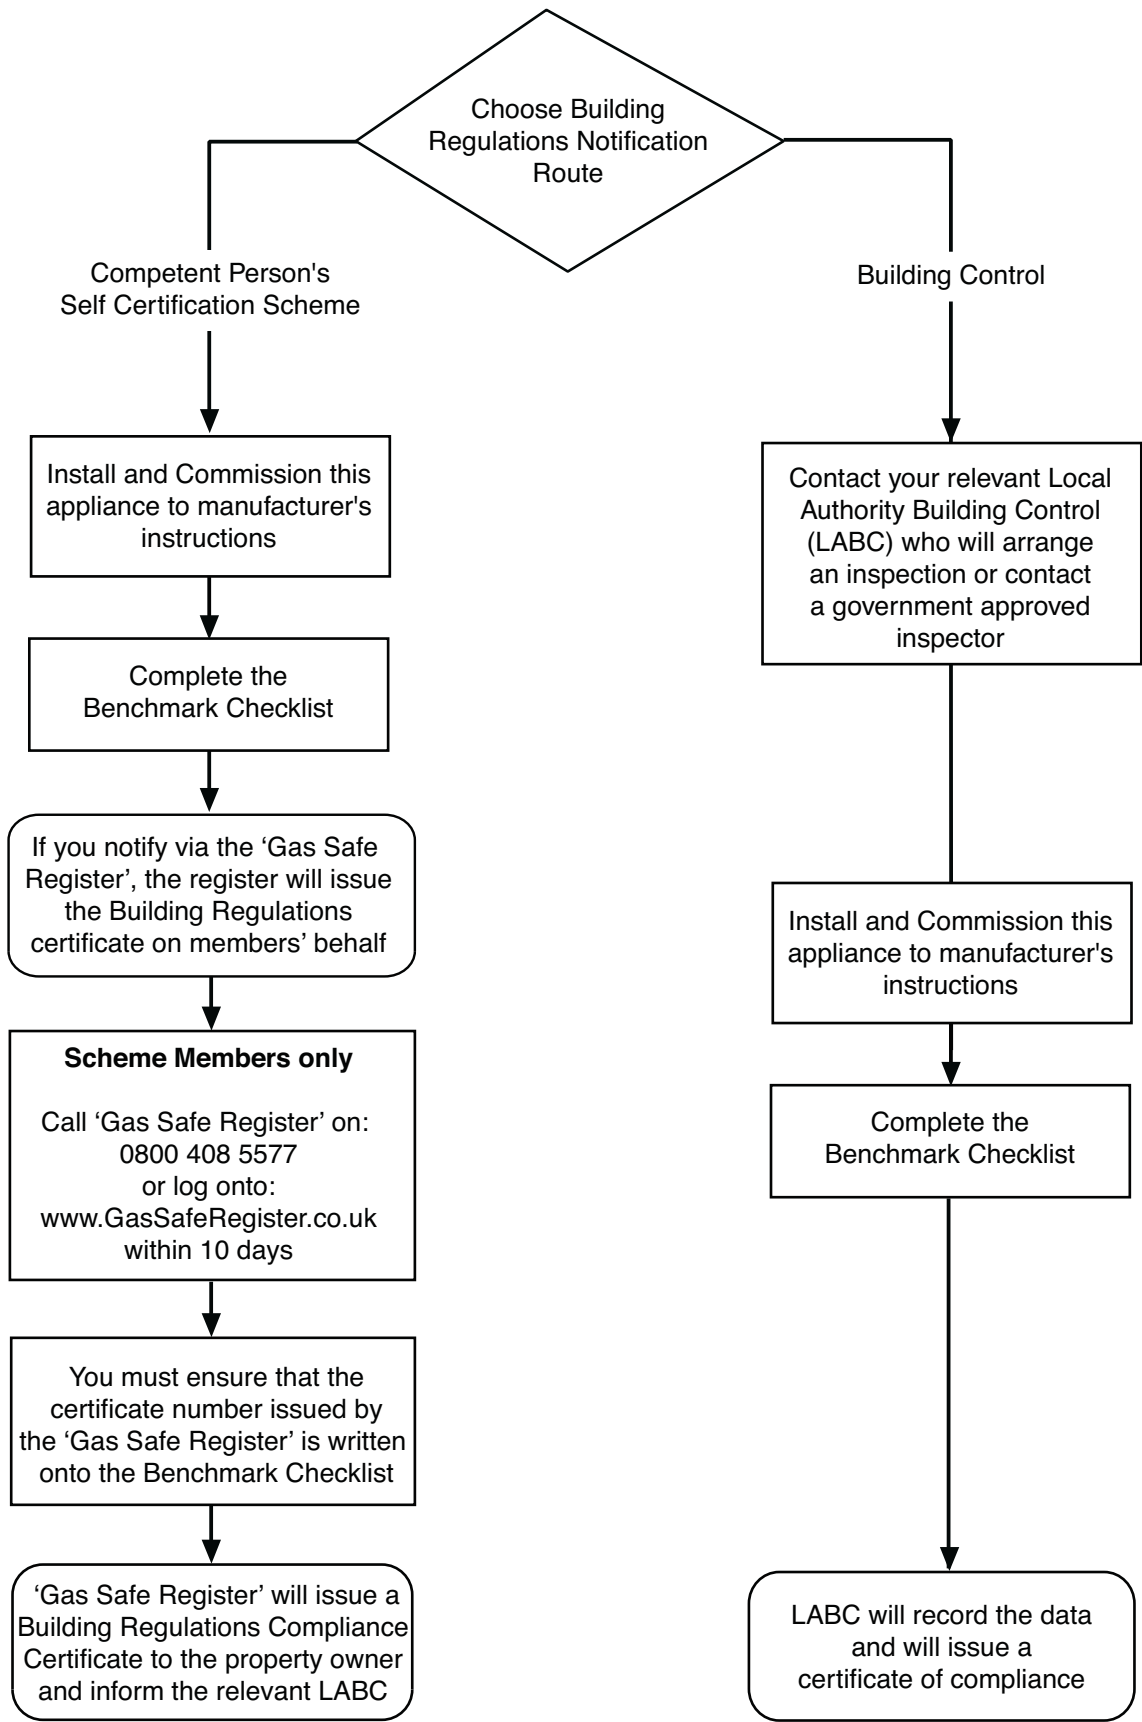 Choose Building
Regulations Notification
Route
Competent Person's
Self Certification Scheme
Building Control
Install and Commission this
appliance to manufacturer's
instructions
Complete the
Benchmark Checklist
If you notify via the ‘Gas Safe
Register’, the register will issue
the Building Regulations
certificate on members’ behalf
Scheme Members only
Call ‘Gas Safe Register’ on:
0800 408 5577
or log onto:
www.GasSafeRegister.co.uk
within 10 days
You must ensure that the
certificate number issued by
the ‘Gas Safe Register’ is written
onto the Benchmark Checklist
‘Gas Safe Register’ will issue a
Building Regulations Compliance
Certificate to the property owner
and inform the relevant LABC
Contact your relevant Local
Authority Building Control
(LABC) who will arrange
an inspection or contact
a government approved
inspector
Install and Commission this
appliance to manufacturer's
instructions
Complete the
Benchmark Checklist
LABC will record the data
and will issue a
certificate of compliance